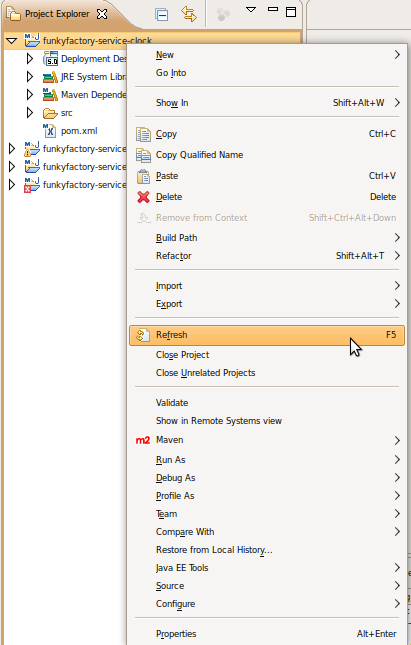 Project Explorer
funkyfactory-service-clock
Deployment Des
5.0
JRE System Libr
Maven Depende
src
pom.xml
funkyfactory-service
funkyfactory-service
funkyfactory-service
New
Go Into
Show In Shift+Alt+W
Copy Ctrl+C
Copy Qualified Name
Paste Ctrl+V
Delete Delete
Remove from Context Shift+Ctrl+Alt+Down
Build Path
Refactor Shift+Alt+T
Import
Export
Refresh F5
Close Project
Close Unrelated Projects
Validate
Show in Remote Systems view
m2 Maven
Run As
Debug As
Profile As
Team
Compare With
Restore from Local History...
Java EE Tools
Source
Configure
Properties Alt+Enter